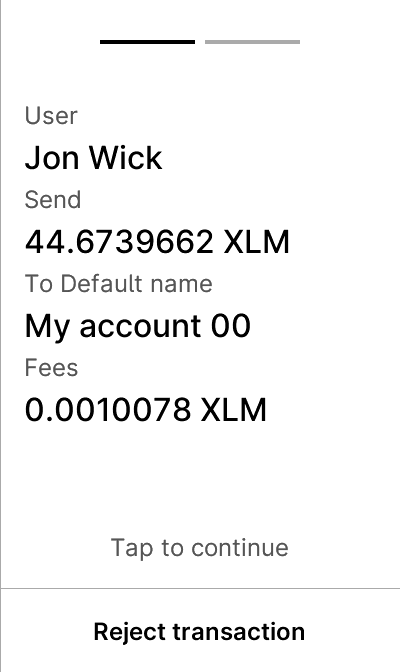 User
Jon Wick
Send
44.6739662 XLM
To Default name
My account 00
Fees
0.0010078 XLM
Tap to continue
Reject transaction